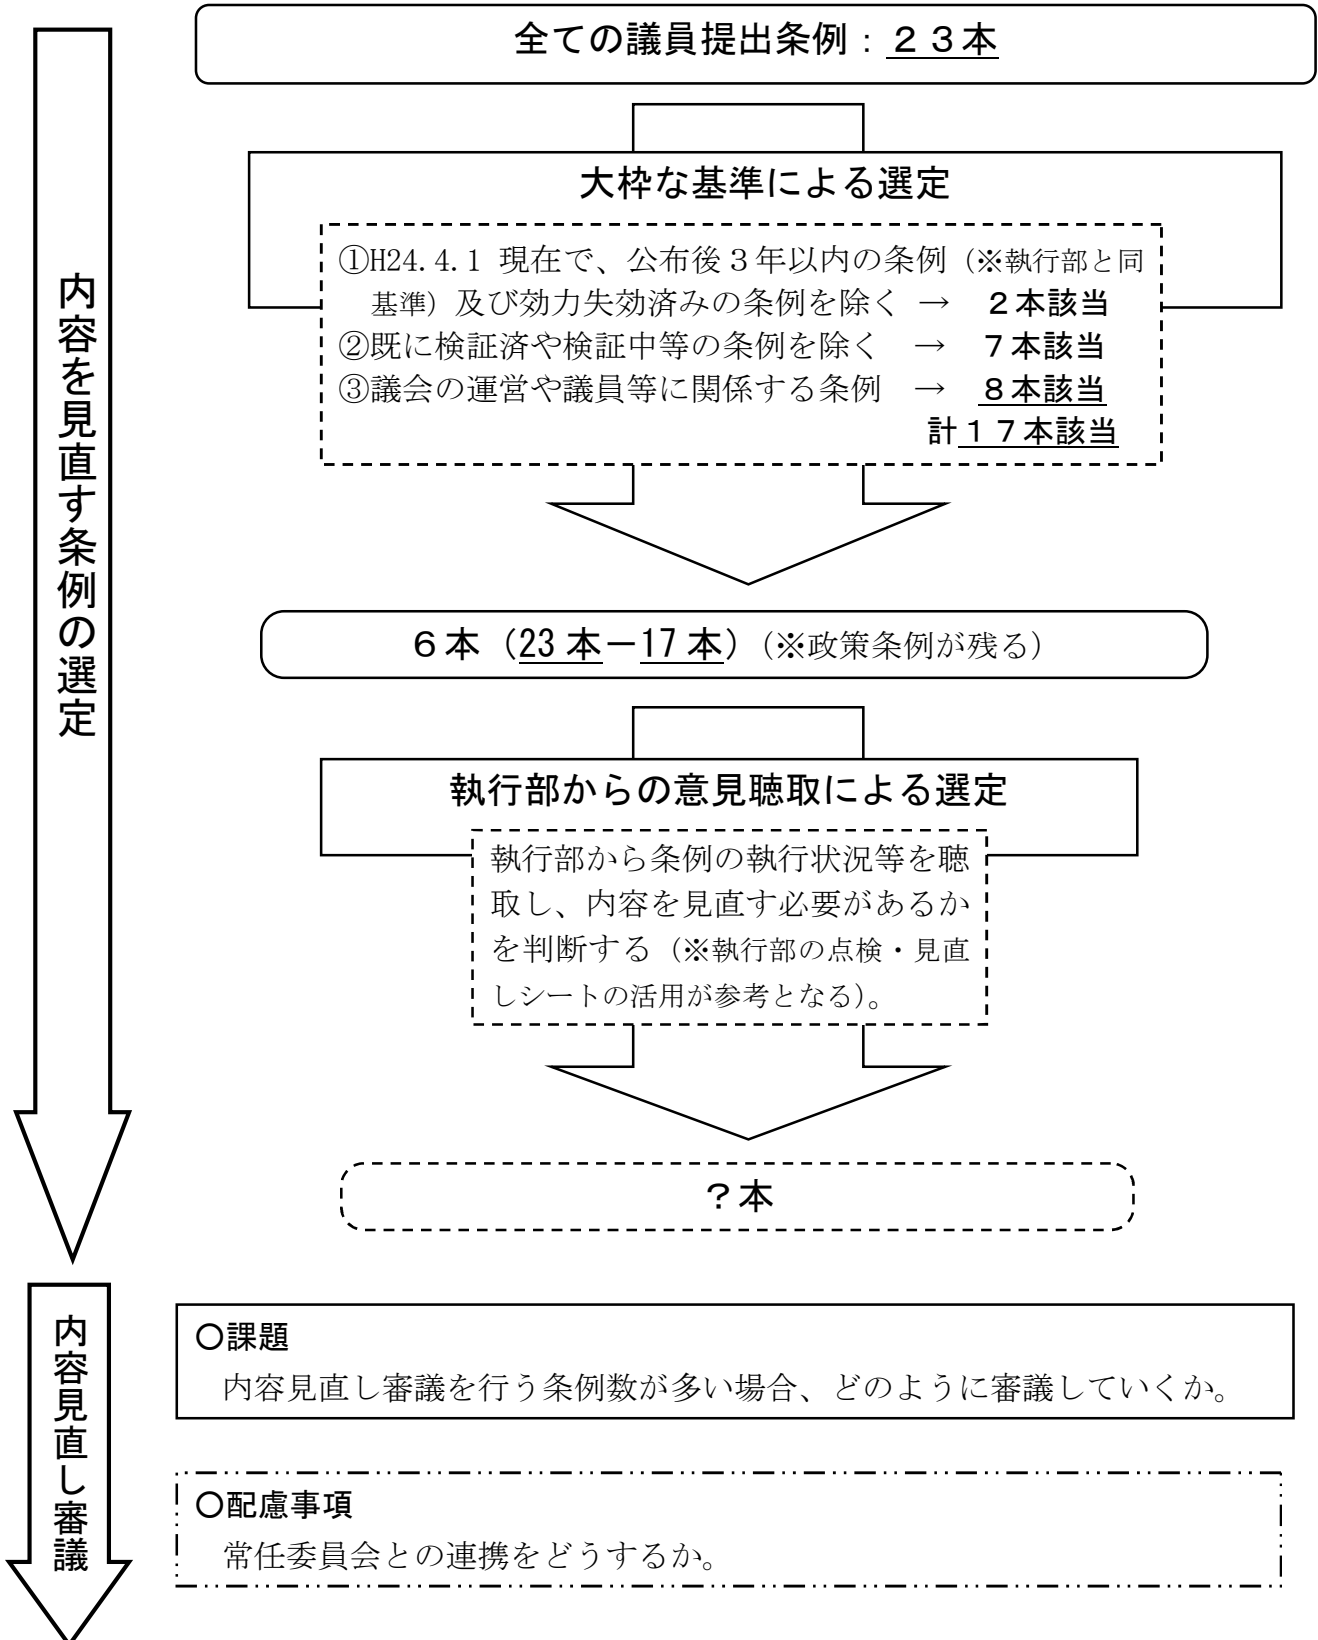 全ての議員提出条例：２３本
大枠な基準による選定
①H24.4.1 現在で、公布後３年以内の条例（※執行部と同
基準）及び効力失効済みの条例を除く → ２本該当
②既に検証済や検証中等の条例を除く → ７本該当
③議会の運営や議員等に関係する条例 → ８本該当
計１７本該当
６本（23 本－17 本）（※政策条例が残る）
執行部からの意見聴取による選定
執行部から条例の執行状況等を聴
取し、内容を見直す必要があるか
を判断する（※執行部の点検・見直
しシートの活用が参考となる）。
？本
内容を見直す条例の選定
〇課題
内容見直し審議を行う条例数が多い場合、どのように審議していくか。
〇配慮事項
常任委員会との連携をどうするか。
内容見直し審議